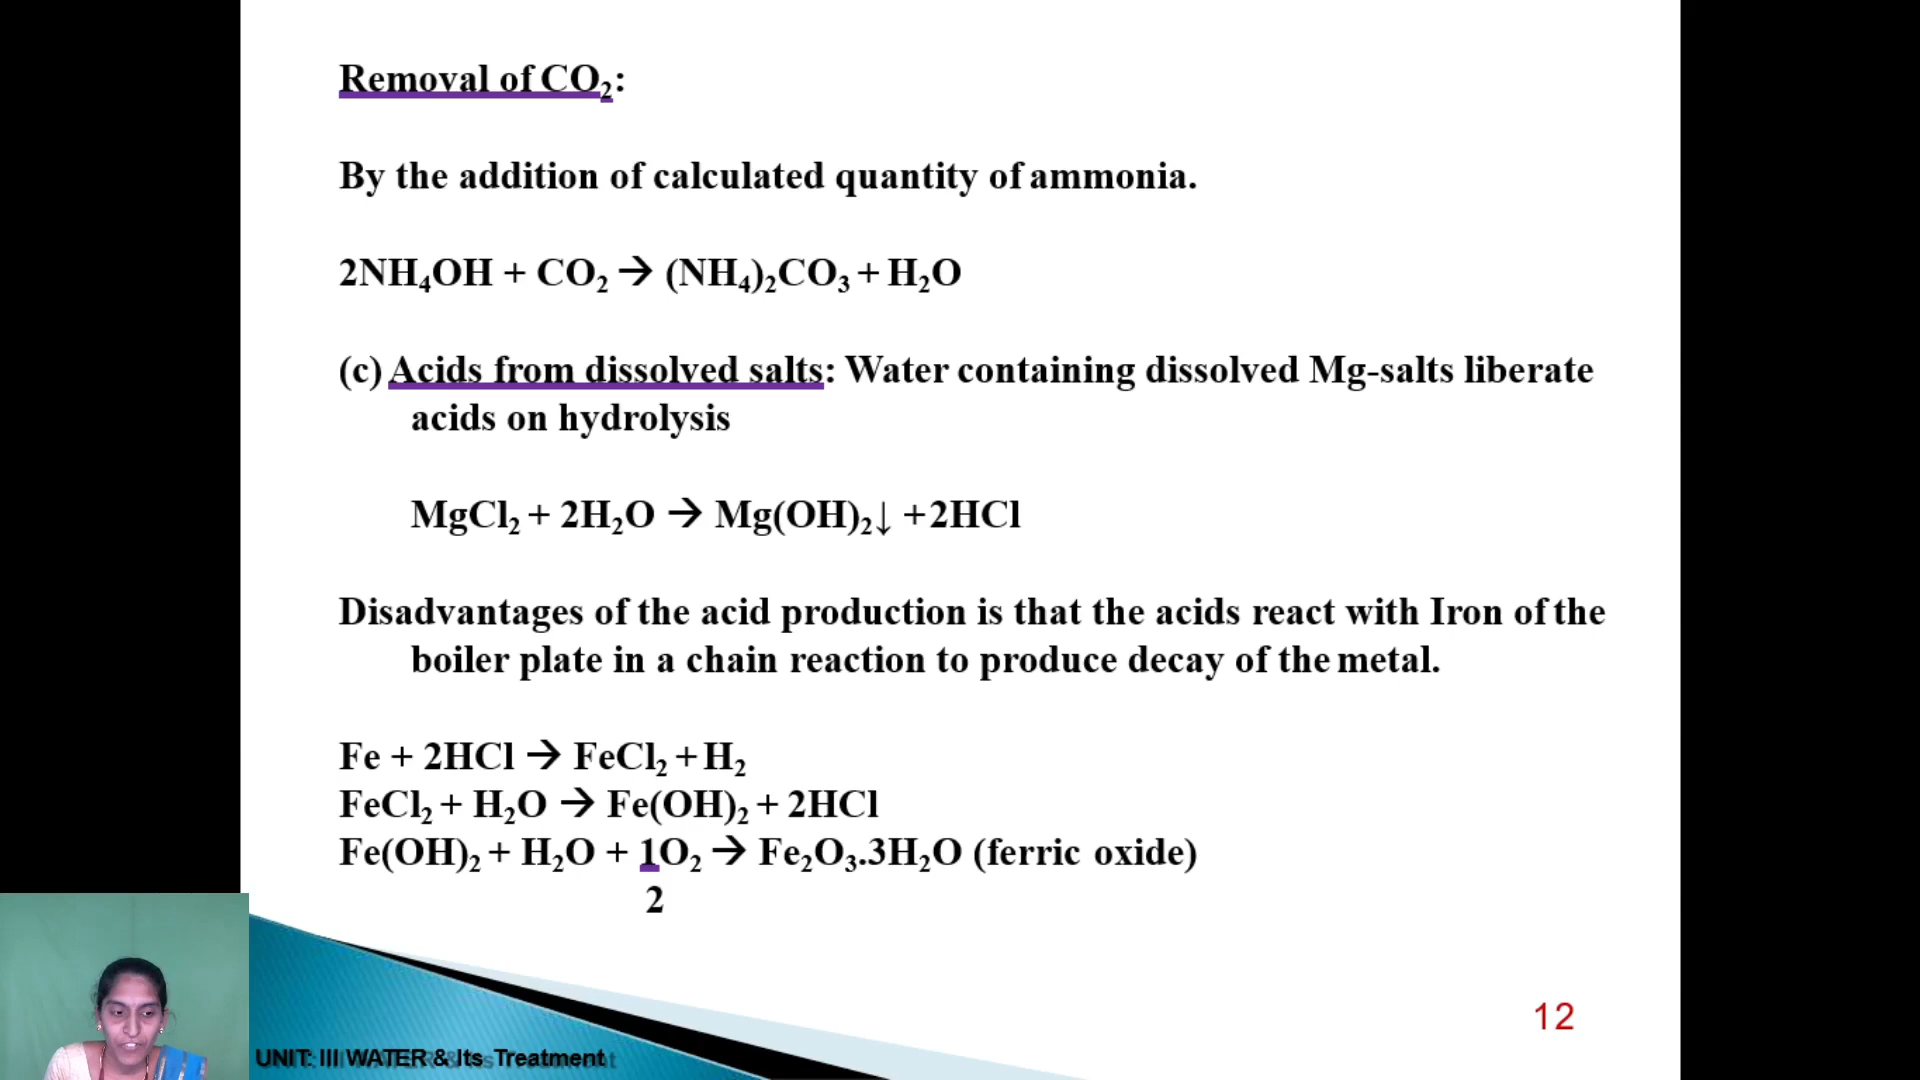 Removal of CO₂:
By the addition of calculated quantity of ammonia.
2NH₄OH + CO₂ → (NH₄)₂CO₃ + H₂O
(c) Acids from dissolved salts: Water containing dissolved Mg-salts liberate
acids on hydrolysis
MgCl₂ + 2H₂O → Mg(OH)₂↓ +2HCl
Disadvantages of the acid production is that the acids react with Iron of the
boiler plate in a chain reaction to produce decay of the metal.
Fe + 2HCl → FeCl₂ + H₂
FeCl₂ + H₂O → Fe(OH)₂ + 2HCl
Fe(OH)₂ + H₂O + 1O₂ → Fe₂O₃.3H₂O (ferric oxide)
2
12
UNIT: III WATER & Its Treatment